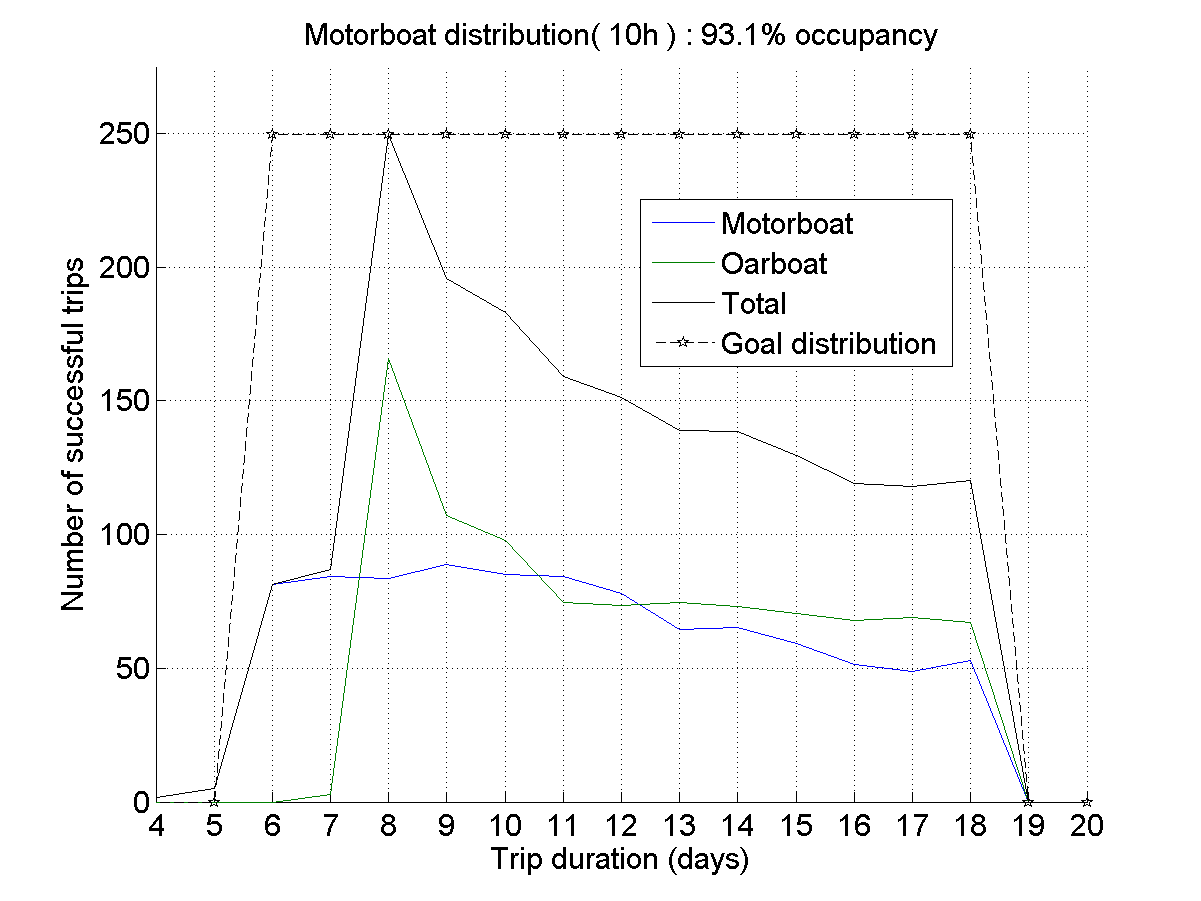 Motorboat distribution( 10h ) : 93.1% occupancy
Number of successful trips
250
200
150
100
50
0
Motorboat
Oarboat
Total
Goal distribution
4 5 6 7 8 9 10 11 12 13 14 15 16 17 18 19 20
Trip duration (days)